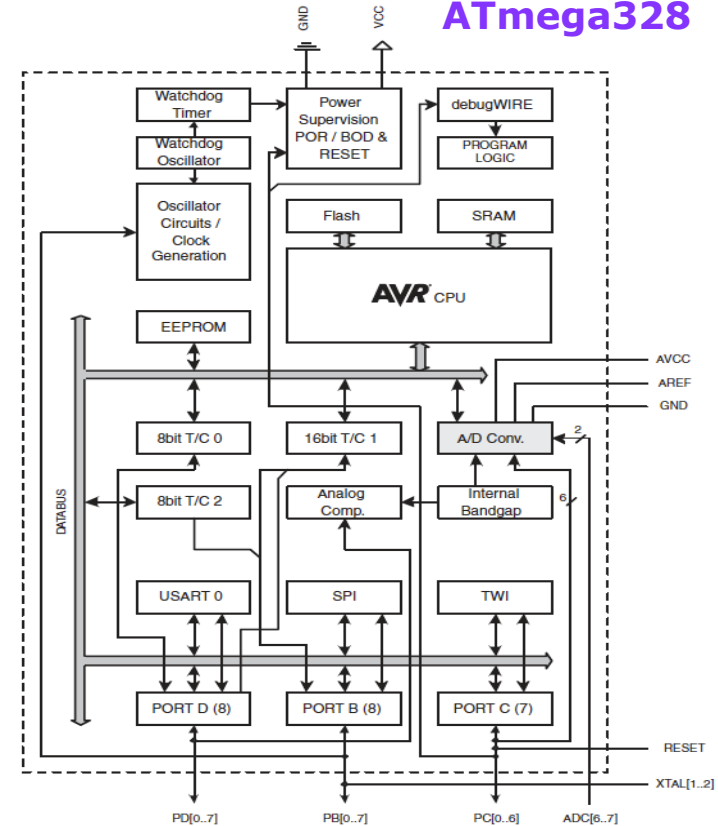 ATmega328
GND
VCC
Watchdog
Timer
Power
Supervision
POR / BOD &
RESET
debugWIRE
Watchdog
Oscillator
PROGRAM
LOGIC
Oscillator
Circuits /
Clock
Generation
Flash
SRAM
AVR CPU
EEPROM
AVCC
AREF
GND
8bit T/C 0
16bit T/C 1
A/D Conv.
2
8bit T/C 2
Analog
Comp.
Internal
Bandgap
6
DATABUS
USART 0
SPI
TWI
PORT D (8)
PORT B (8)
PORT C (7)
RESET
XTAL[1..2]
PD[0..7]
PB[0..7]
PC[0..6]
ADC[6..7]